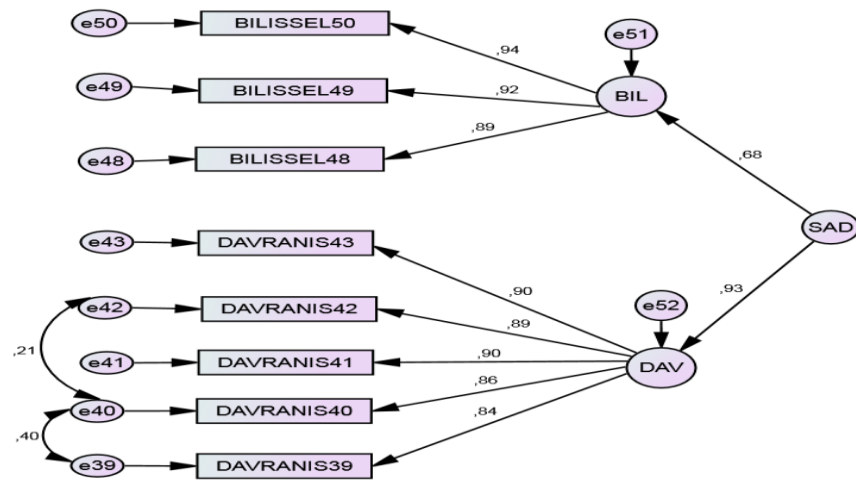 e50 BILISSEL50
,94
e51
e49 BILISSEL49
,92
BIL
e48 BILISSEL48
,89
,68
SAD
e43 DAVRANIS43
,90
,93
e42 DAVRANIS42
,89
e52
,21
e41 DAVRANIS41
,90
DAV
e40 DAVRANIS40
,86
,40
e39 DAVRANIS39
,84